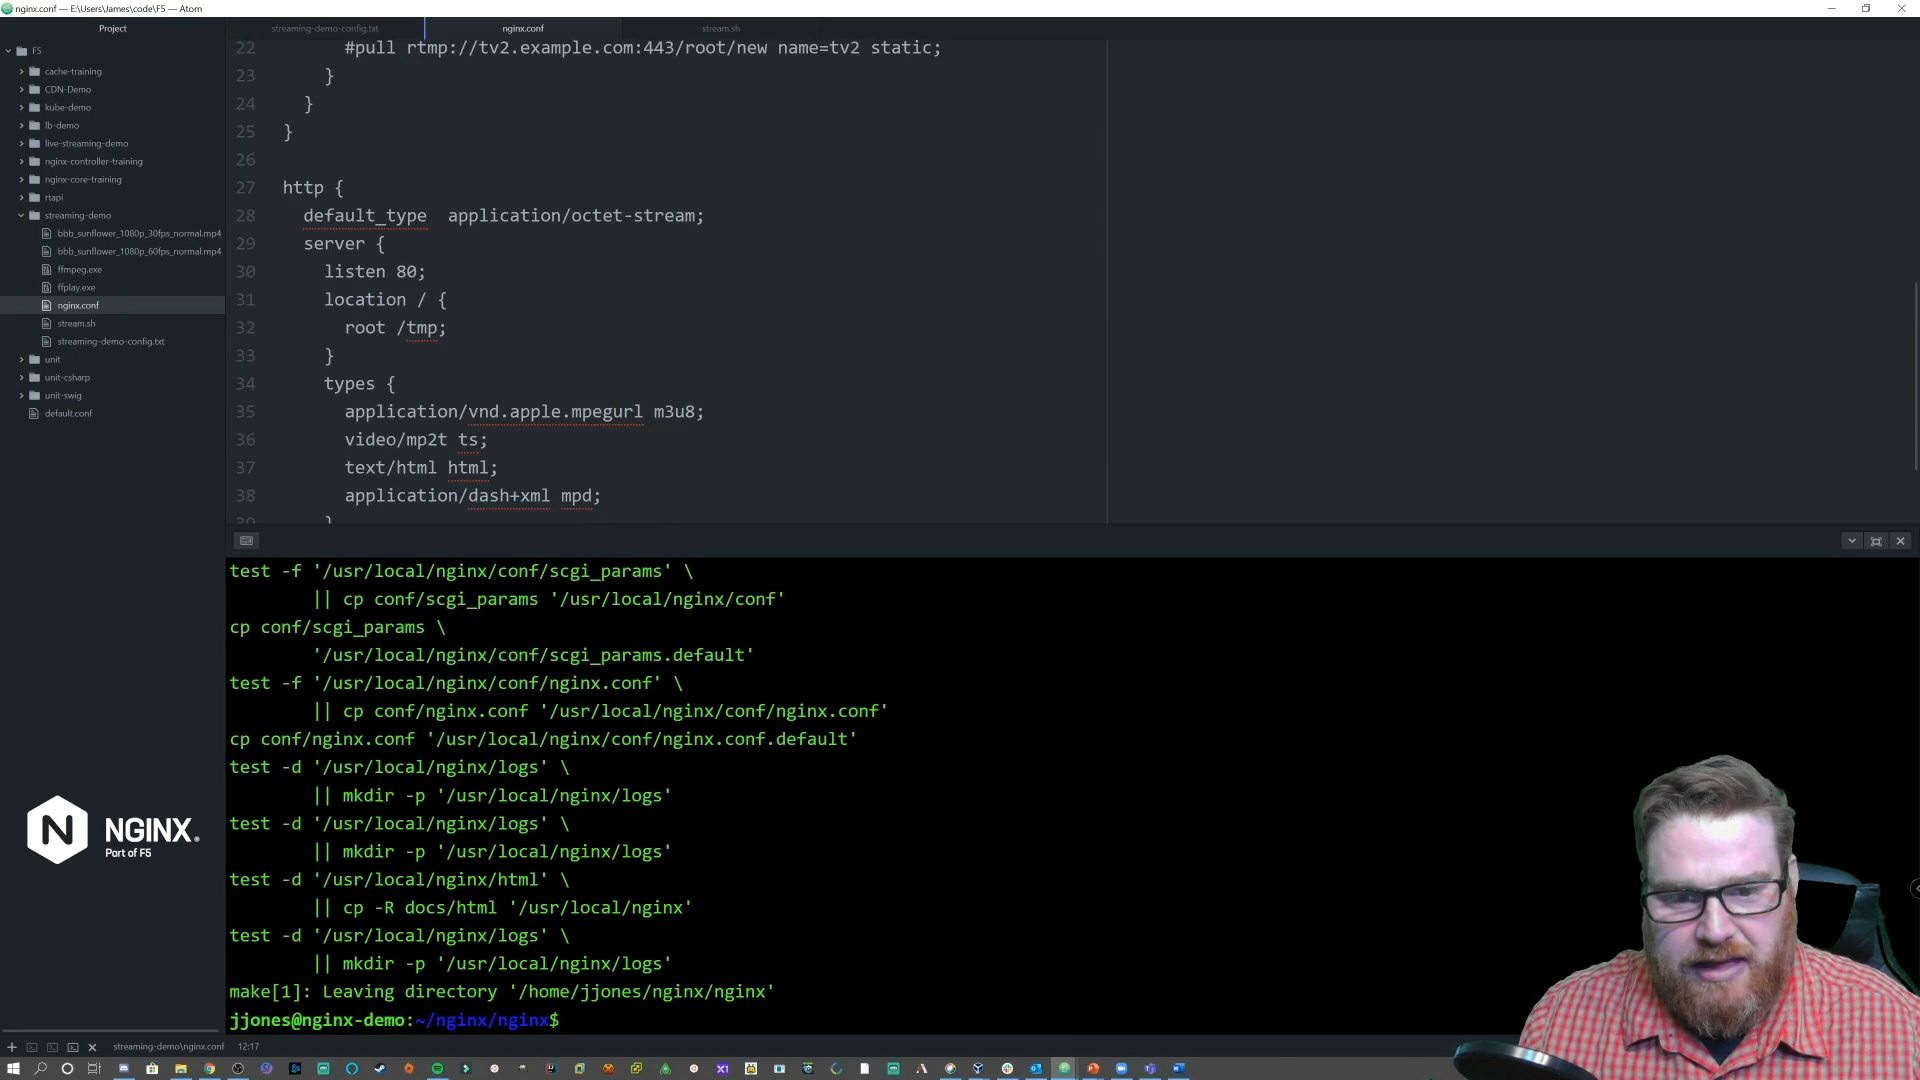 nginx.conf — E:\Users\James\code\F5 — Atom
Project
streaming-demo-config.txt
nginx.conf
stream.sh
F5
cache-training
CDN-Demo
kube-demo
lb-demo
live-streaming-demo
nginx-controller-training
nginx-core-training
rtapi
streaming-demo
bbb_sunflower_1080p_30fps_normal.mp4
bbb_sunflower_1080p_60fps_normal.mp4
ffmpeg.exe
ffplay.exe
nginx.conf
stream.sh
streaming-demo-config.txt
unit
unit-csharp
unit-swig
default.conf
22 #pull rtmp://tv2.example.com:443/root/new name=tv2 static;
23 }
24 }
25 }
26
27 http {
28 default_type  application/octet-stream;
29 server {
30 listen 80;
31 location / {
32 root /tmp;
33 }
34 types {
35 application/vnd.apple.mpegurl m3u8;
36 video/mp2t ts;
37 text/html html;
38 application/dash+xml mpd;
39 }
test -f '/usr/local/nginx/conf/scgi_params' \
|| cp conf/scgi_params '/usr/local/nginx/conf'
cp conf/scgi_params \
'/usr/local/nginx/conf/scgi_params.default'
test -f '/usr/local/nginx/conf/nginx.conf' \
|| cp conf/nginx.conf '/usr/local/nginx/conf/nginx.conf'
cp conf/nginx.conf '/usr/local/nginx/conf/nginx.conf.default'
test -d '/usr/local/nginx/logs' \
|| mkdir -p '/usr/local/nginx/logs'
test -d '/usr/local/nginx/logs' \
|| mkdir -p '/usr/local/nginx/logs'
test -d '/usr/local/nginx/html' \
|| cp -R docs/html '/usr/local/nginx'
test -d '/usr/local/nginx/logs' \
|| mkdir -p '/usr/local/nginx/logs'
make[1]: Leaving directory '/home/jjones/nginx/nginx'
jjones@nginx-demo:~/nginx/nginx$
N NGINX.
Part of F5
streaming-demo\nginx.conf 12:17